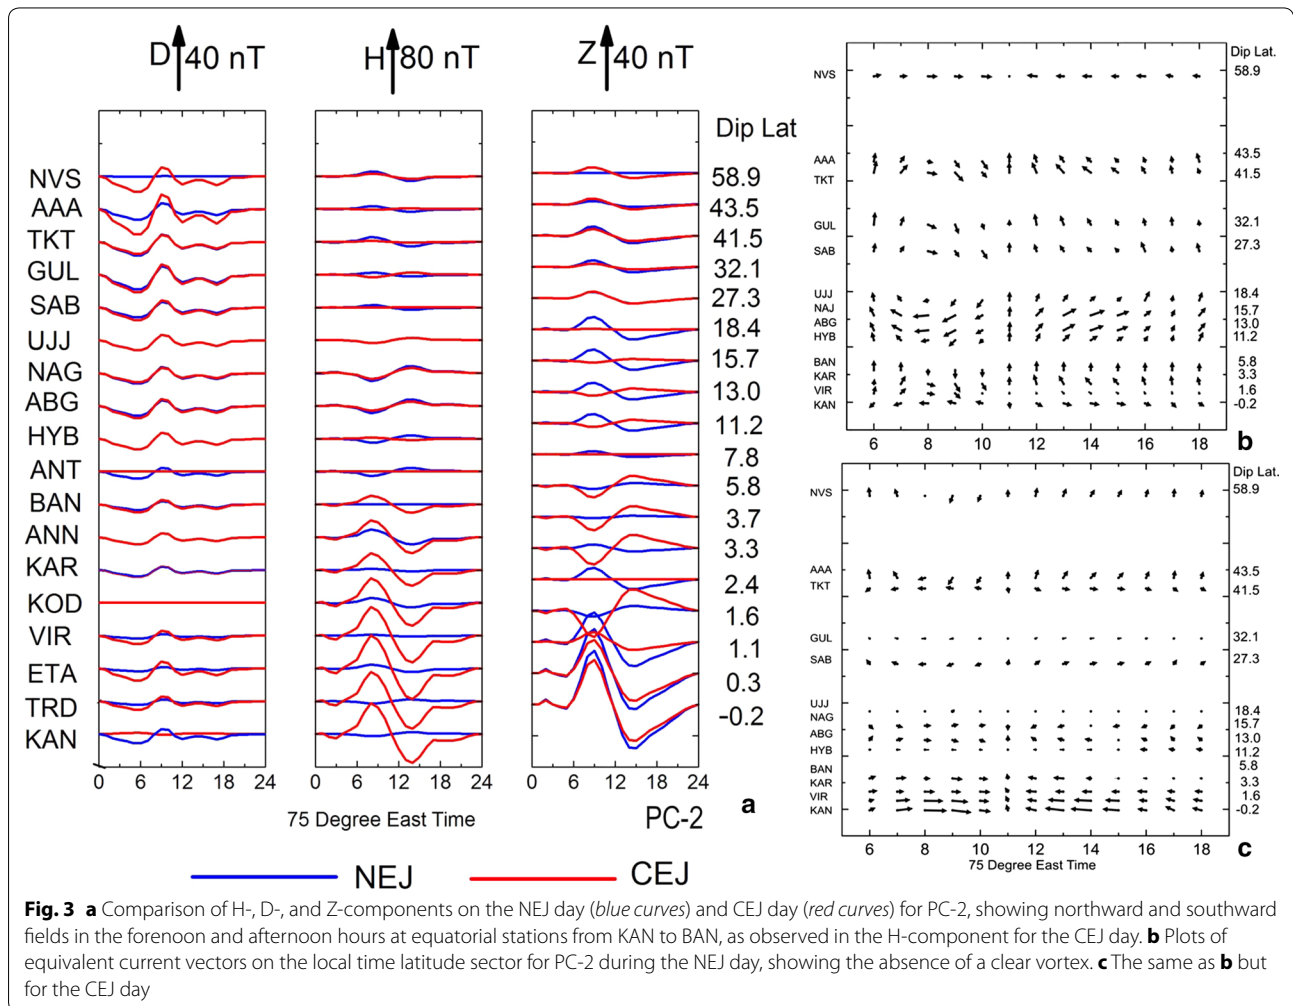 D 40 nT
H 80 nT
Z 40 nT
Dip Lat
NVS
AAA
TKT
GUL
SAB
UJJ
NAG
ABG
HYB
ANT
BAN
ANN
KAR
KOD
VIR
ETA
TRD
KAN
58.9
43.5
41.5
32.1
27.3
18.4
15.7
13.0
11.2
7.8
5.8
3.7
3.3
2.4
1.6
1.1
0.3
-0.2
0 6 12 18 24
0 6 12 18 24
0 6 12 18 24
75 Degree East Time
PC-2
a
NEJ
CEJ
Dip Lat.
NVS 58.9
AAA 43.5
TKT 41.5
GUL 32.1
SAB 27.3
UJJ 18.4
NAJ 15.7
ABG 13.0
HYB 11.2
BAN 5.8
KAR 3.3
VIR 1.6
KAN -0.2
6 8 10 12 14 16 18
b
Dip Lat.
NVS 58.9
AAA 43.5
TKT 41.5
GUL 32.1
SAB 27.3
UJJ 18.4
NAG 15.7
ABG 13.0
HYB 11.2
BAN 5.8
KAR 3.3
VIR 1.6
KAN -0.2
6 8 10 12 14 16 18
75 Degree East Time
c
Fig. 3 a Comparison of H-, D-, and Z-components on the NEJ day (blue curves) and CEJ day (red curves) for PC-2, showing northward and southward
fields in the forenoon and afternoon hours at equatorial stations from KAN to BAN, as observed in the H-component for the CEJ day. b Plots of
equivalent current vectors on the local time latitude sector for PC-2 during the NEJ day, showing the absence of a clear vortex. c The same as b but
for the CEJ day